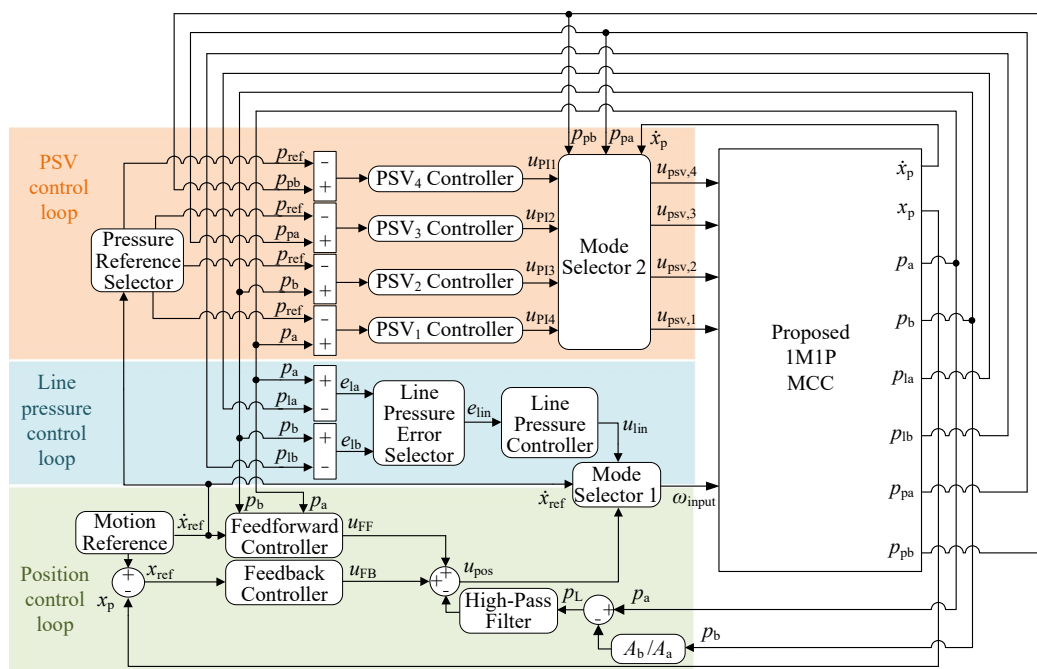 p_pb
p_pa
ẋ_p
PSV
control
loop
p_ref
−
p_pb
+
PSV_4 Controller
u_PI1
u_psv,4
ẋ_p
p_ref
−
p_pa
+
PSV_3 Controller
u_PI2
u_psv,3
x_p
Pressure
Reference
Selector
p_ref
−
p_b
+
PSV_2 Controller
u_PI3
Mode
Selector 2
u_psv,2
p_a
p_ref
−
p_a
+
PSV_1 Controller
u_PI4
u_psv,1
p_b
Proposed
1M1P
MCC
Line
pressure
control
loop
p_a
+
p_la
−
e_la
p_b
+
p_lb
−
e_lb
Line
Pressure
Error
Selector
e_lin
Line
Pressure
Controller
u_lin
p_la
p_lb
Mode
Selector 1
ẋ_ref
ω_input
p_pa
p_pb
Position
control
loop
Motion
Reference
ẋ_ref
p_b
p_a
Feedforward
Controller
u_FF
+
-
x_ref
x_p
Feedback
Controller
u_FB
+
+
-
u_pos
High-Pass
Filter
p_L
-
+
p_a
A_b/A_a
p_b